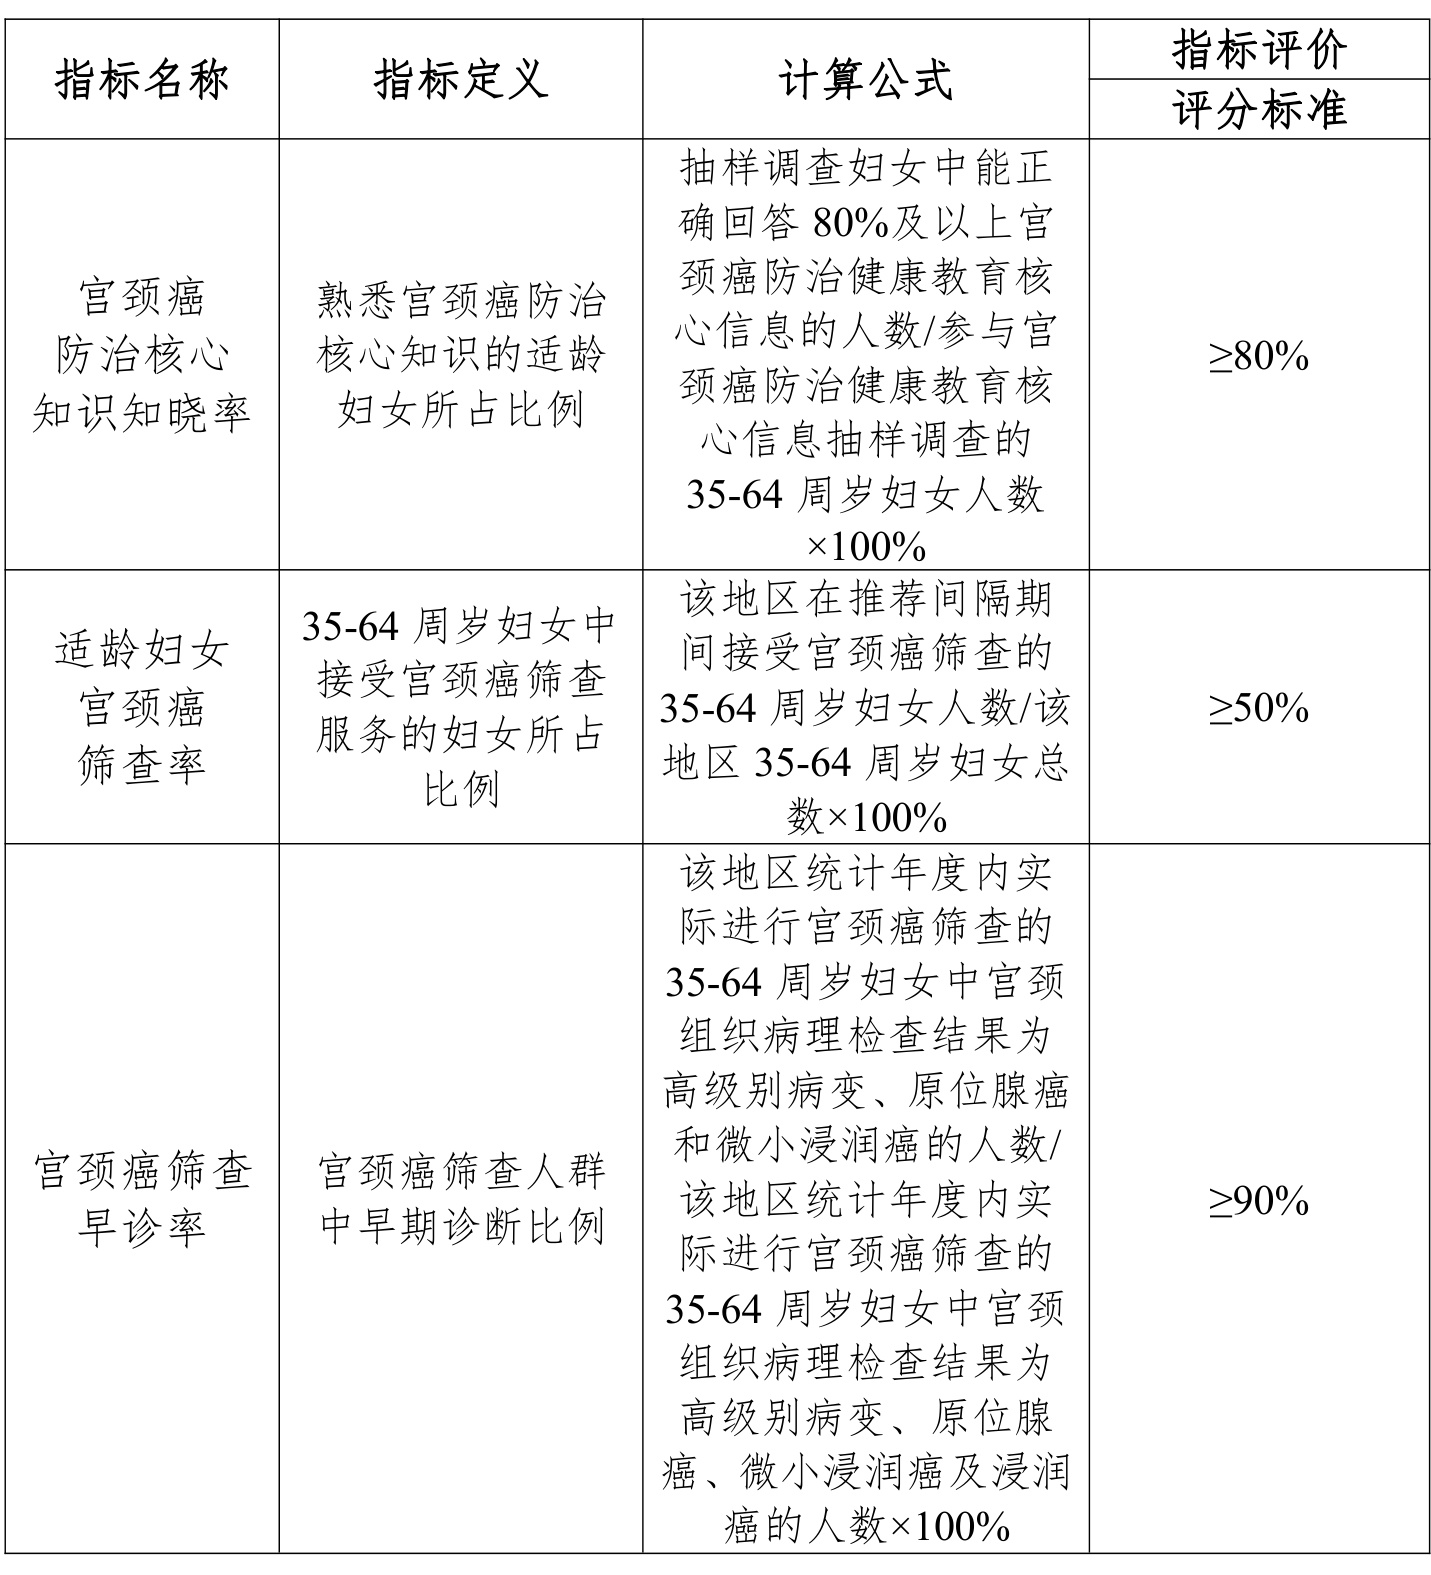 指标名称
指标定义
计算公式
指标评价
评分标准
宫颈癌
防治核心
知识知晓率
熟悉宫颈癌防治
核心知识的适龄
妇女所占比例
抽样调查妇女中能正
确回答 80%及以上宫
颈癌防治健康教育核
心信息的人数/参与宫
颈癌防治健康教育核
心信息抽样调查的
35-64 周岁妇女人数
×100%
≥80%
适龄妇女
宫颈癌
筛查率
35-64 周岁妇女中
接受宫颈癌筛查
服务的妇女所占
比例
该地区在推荐间隔期
间接受宫颈癌筛查的
35-64 周岁妇女人数/该
地区 35-64 周岁妇女总
数×100%
≥50%
宫颈癌筛查
早诊率
宫颈癌筛查人群
中早期诊断比例
该地区统计年度内实
际进行宫颈癌筛查的
35-64 周岁妇女中宫颈
组织病理检查结果为
高级别病变、原位腺癌
和微小浸润癌的人数/
该地区统计年度内实
际进行宫颈癌筛查的
35-64 周岁妇女中宫颈
组织病理检查结果为
高级别病变、原位腺
癌、微小浸润癌及浸润
癌的人数×100%
≥90%